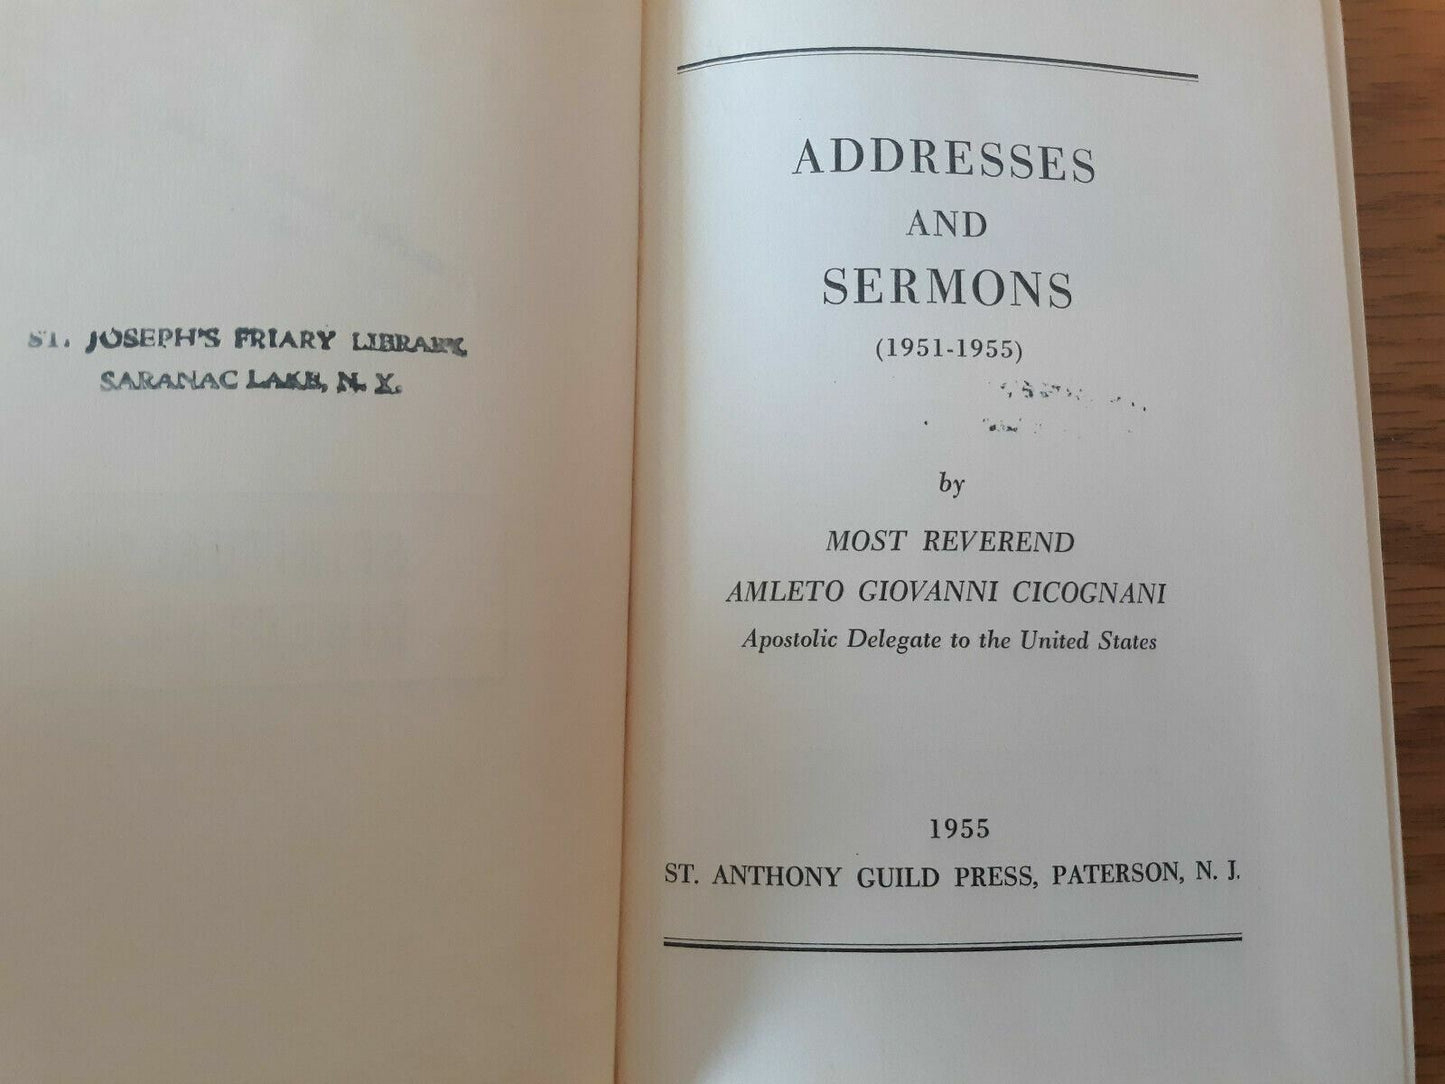 ST. JOSEPH'S FRIARY LIBRARY,
SARANAC LAKE, N. Y.
ADDRESSES
AND
SERMONS
(1951-1955)
by
MOST REVEREND
AMLETO GIOVANNI CICOGNANI
Apostolic Delegate to the United States
1955
ST. ANTHONY GUILD PRESS, PATERSON, N. J.